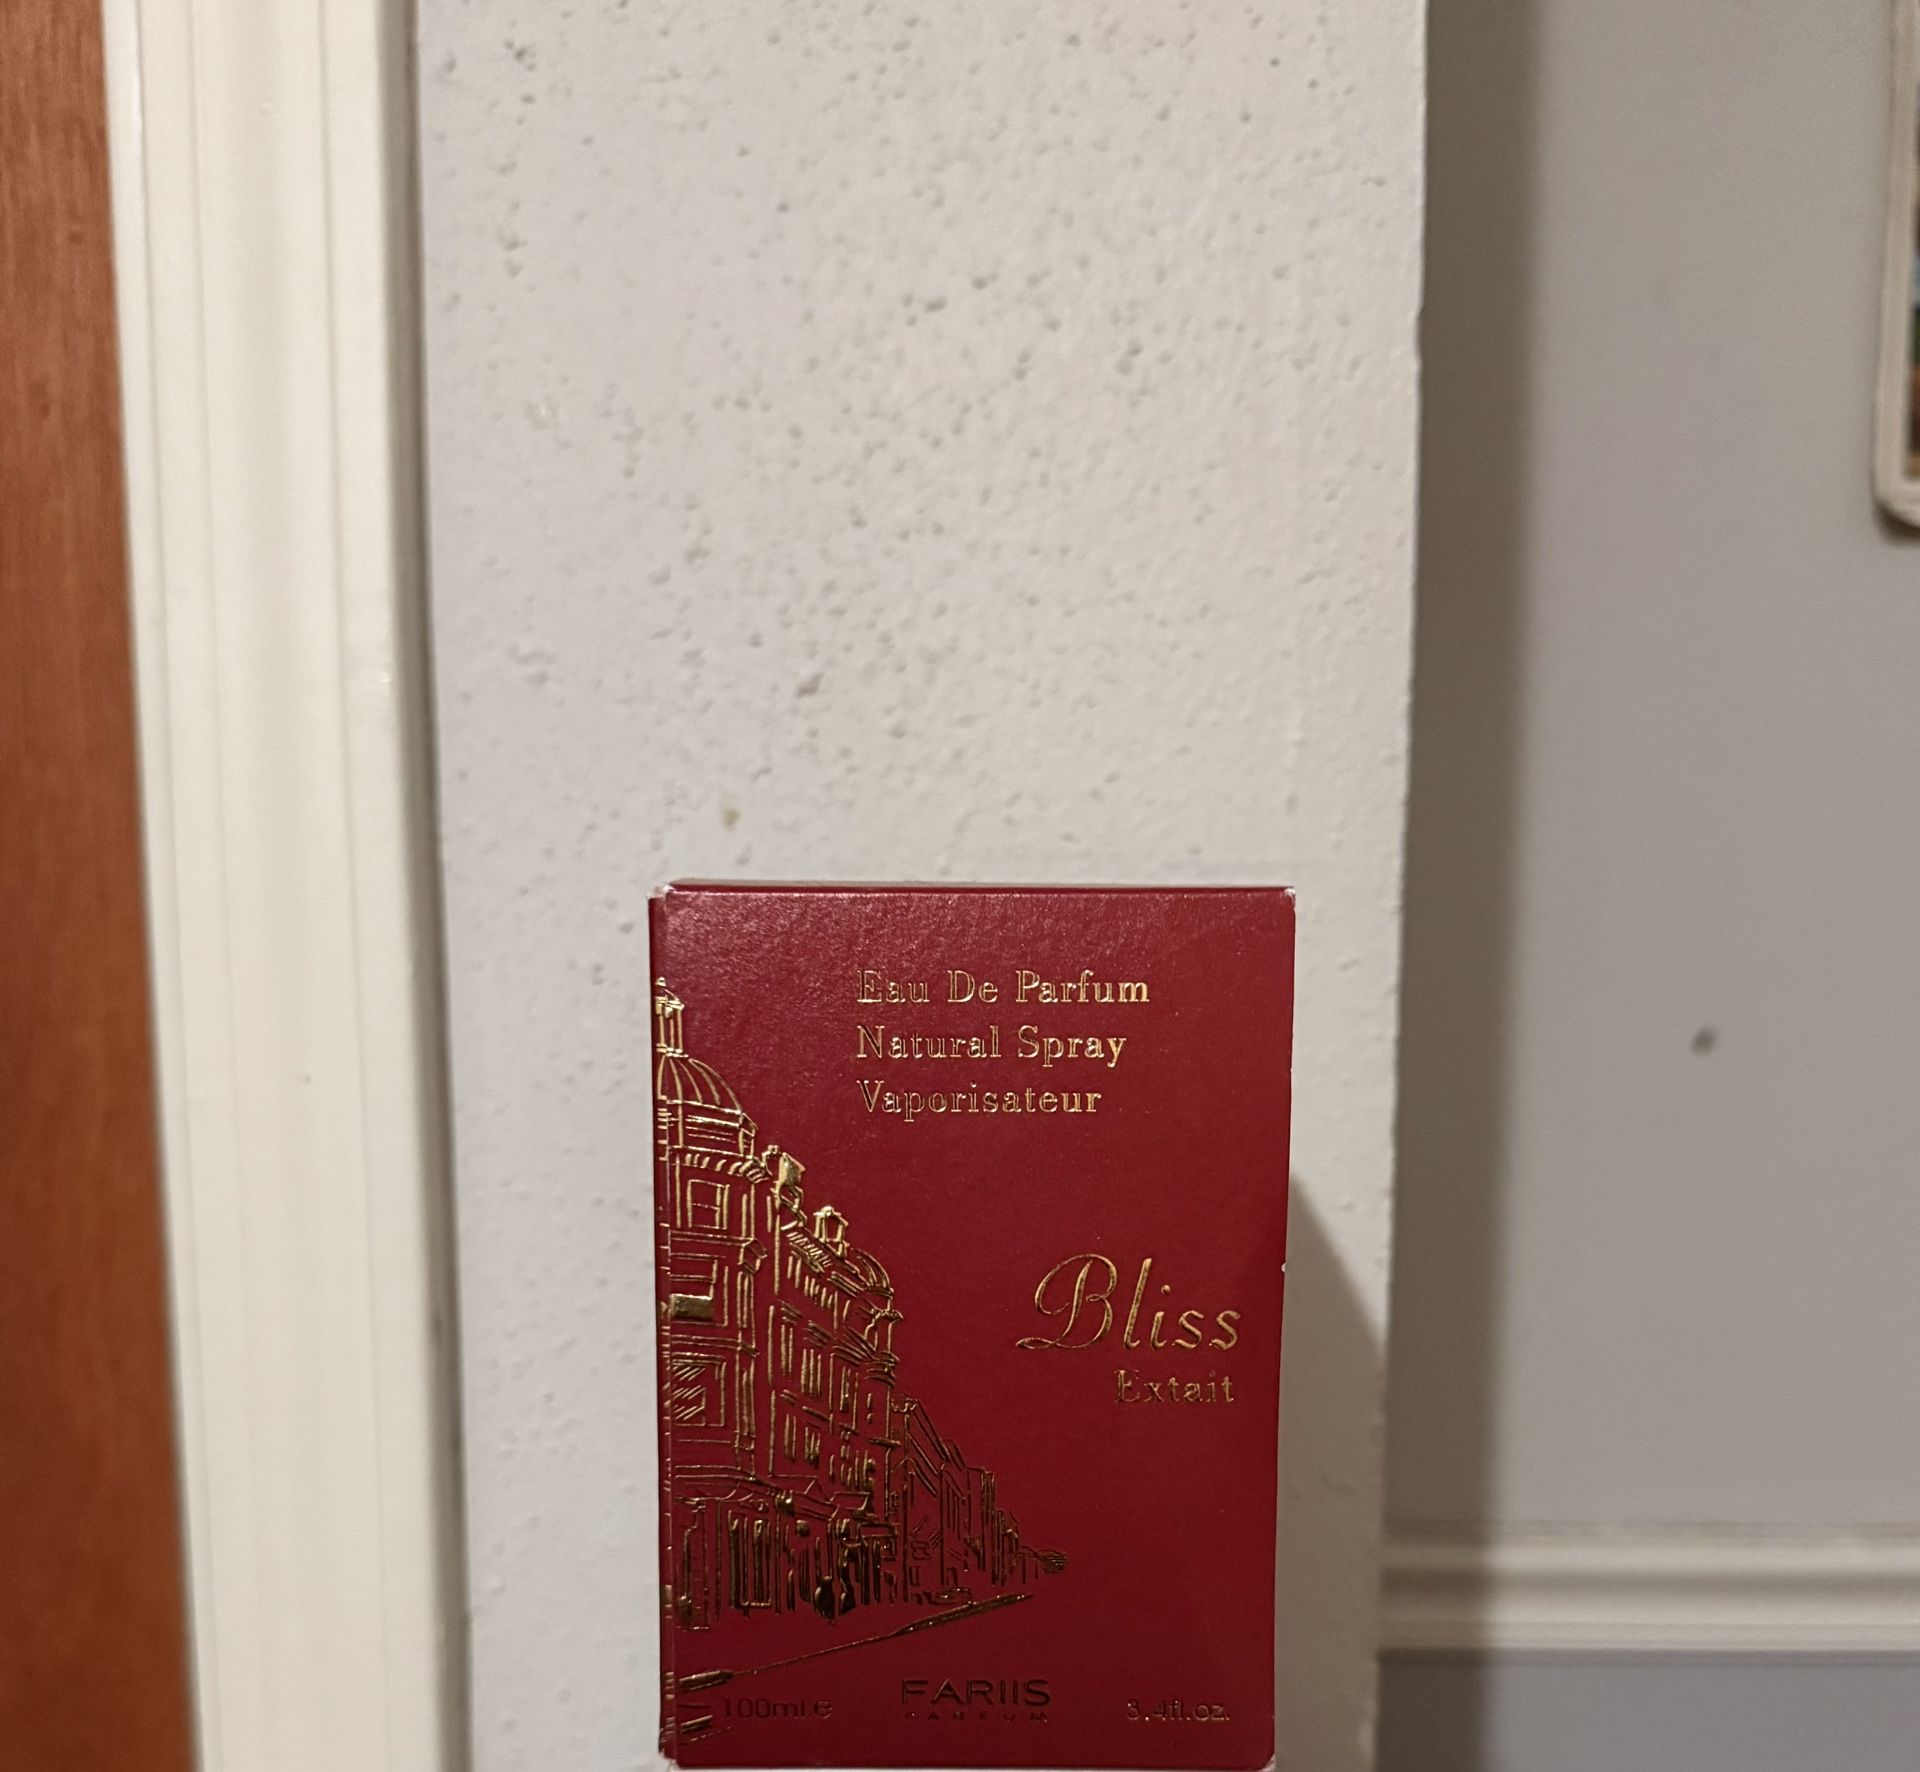 Eau De Parfum
Natural Spray
Vaporisateur
Bliss
Extait
100ml.e
FARIIS
PARFUM
3.4fl.oz.